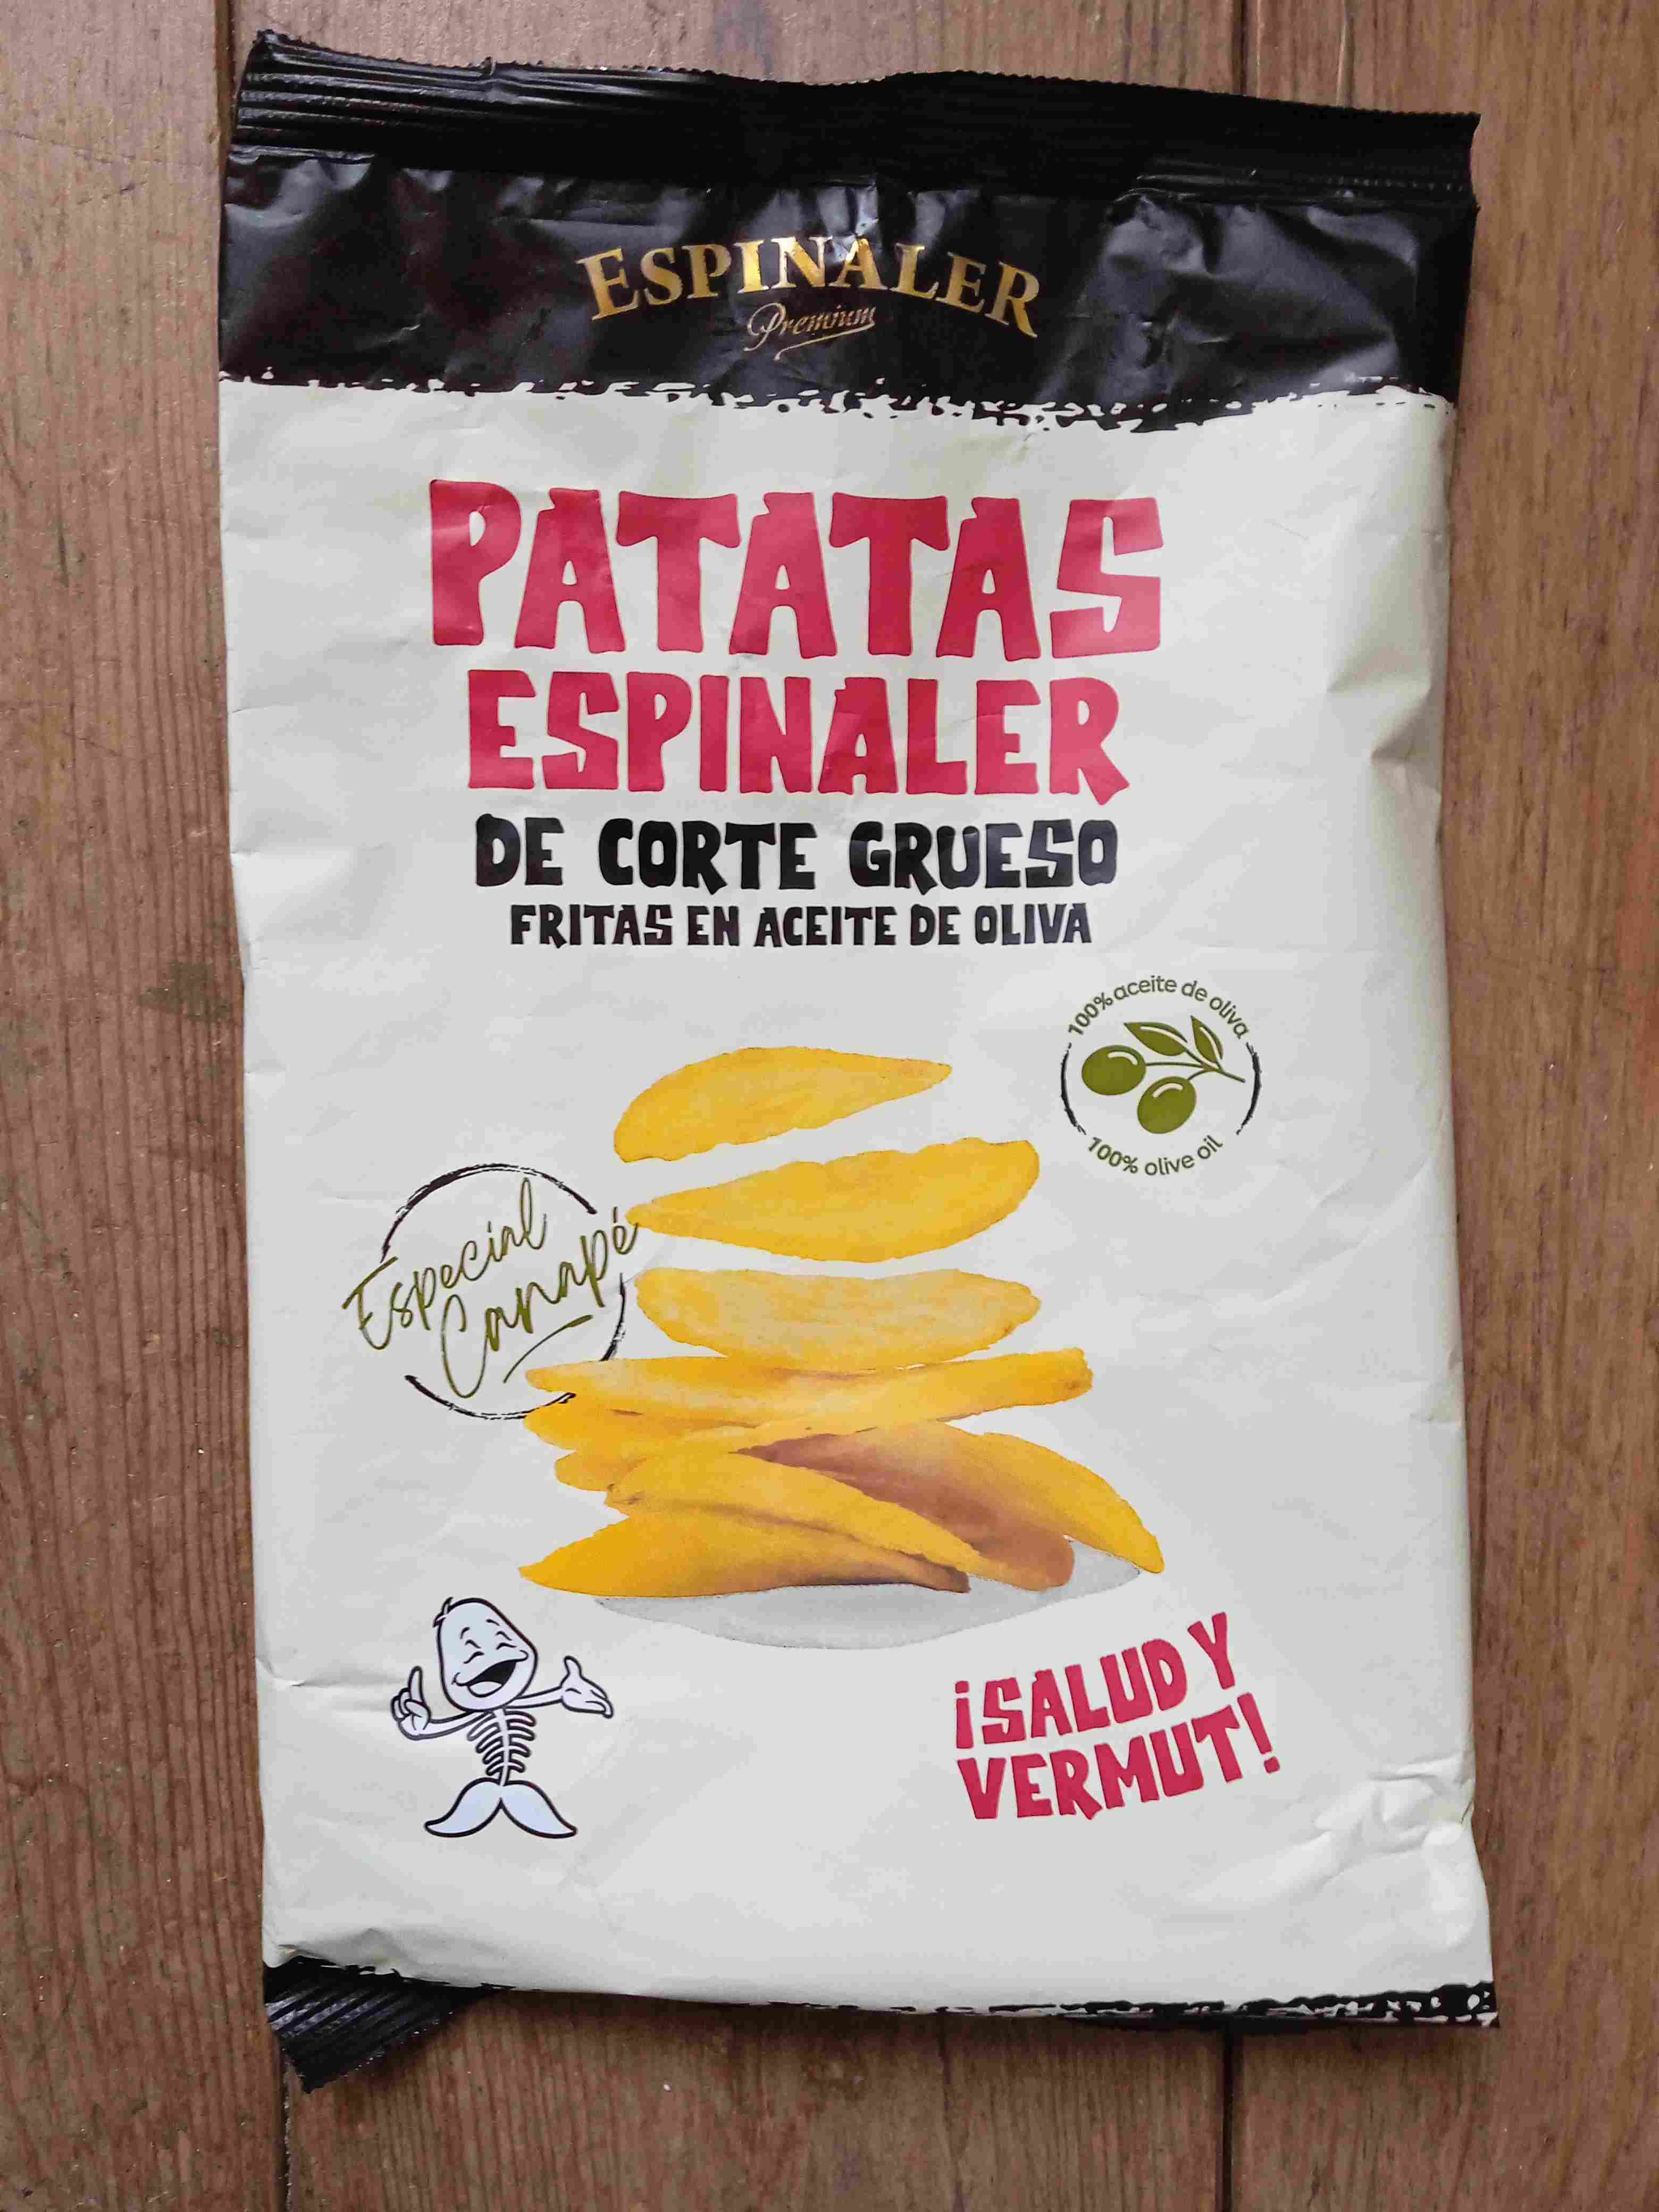 ESPINALER
Premium
PATATAS
ESPINALER
DE CORTE GRUESO
FRITAS EN ACEITE DE OLIVA
100% aceite de oliva
100% olive oil
Especial
Canapé
¡SALUD Y
VERMUT!